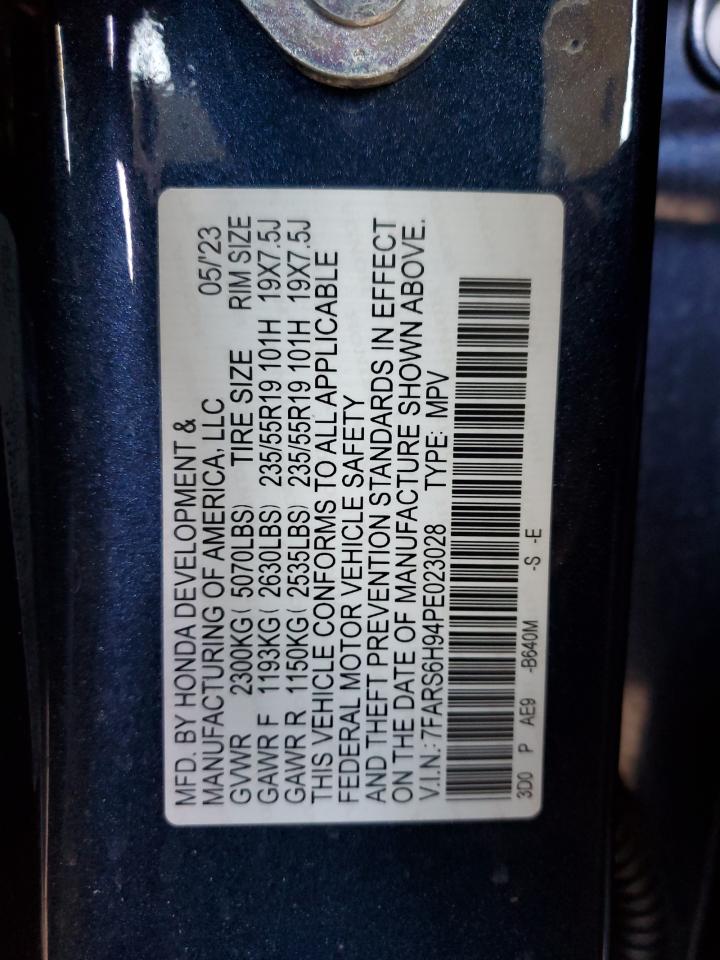 MFD. BY HONDA DEVELOPMENT &
MANUFACTURING OF AMERICA, LLC 05/'23
GVWR 2300KG( 5070LBS) TIRE SIZE RIM SIZE
GAWR F 1193KG( 2630LBS) 235/55R19 101H 19X7.5J
GAWR R 1150KG( 2535LBS) 235/55R19 101H 19X7.5J
THIS VEHICLE CONFORMS TO ALL APPLICABLE
FEDERAL MOTOR VEHICLE SAFETY
AND THEFT PREVENTION STANDARDS IN EFFECT
ON THE DATE OF MANUFACTURE SHOWN ABOVE.
V.I.N.: 7FARS6H94PE023028 TYPE: MPV
3D0 P AE9 -B640M -S -E